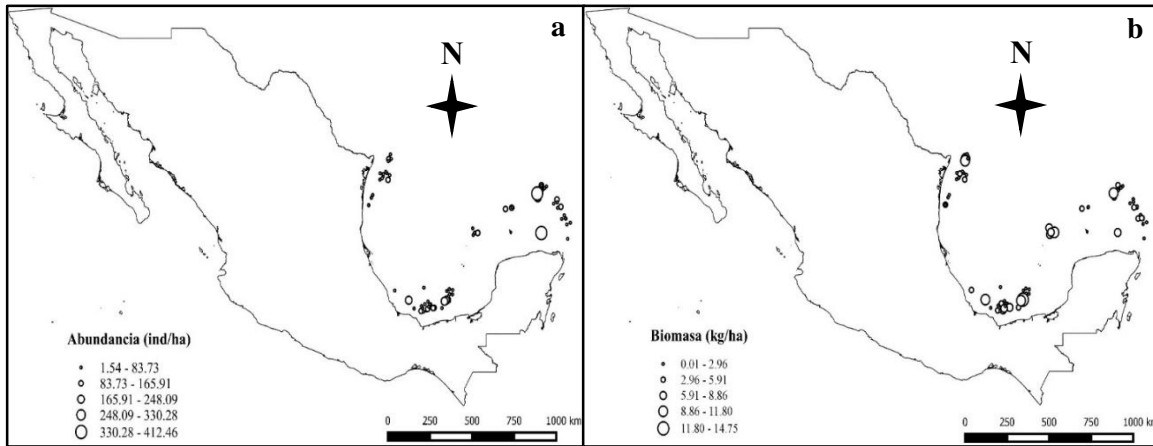 a
N
Abundancia (ind/ha)
1.54 - 83.73
83.73 - 165.91
165.91 - 248.09
248.09 - 330.28
330.28 - 412.46
0 250 500 750 1000 km
b
N
Biomasa (kg/ha)
0.01 - 2.96
2.96 - 5.91
5.91 - 8.86
8.86 - 11.80
11.80 - 14.75
0 250 500 750 1000 km